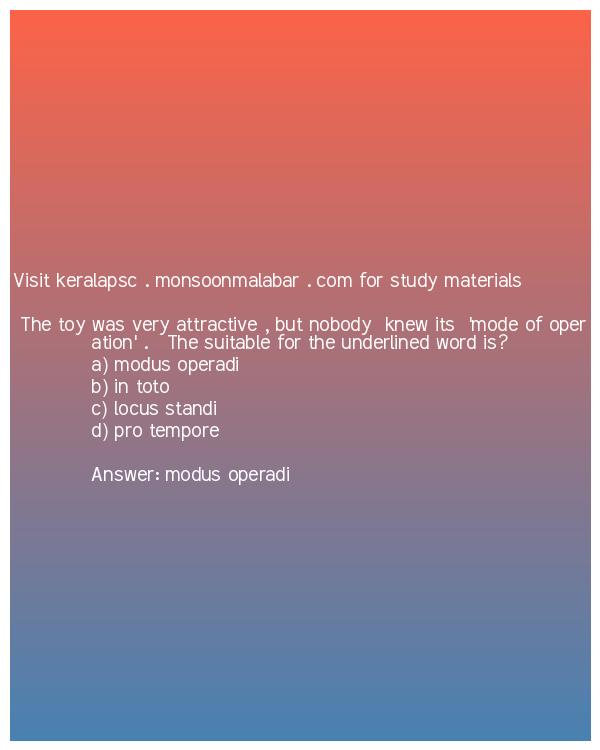 Visit keralapsc . monsoonmalabar . com for study materials
The toy was very attractive , but nobody knew its 'mode of oper
ation' . The suitable for the underlined word is?
a) modus operadi
b) in toto
c) locus standi
d) pro tempore
Answer: modus operadi